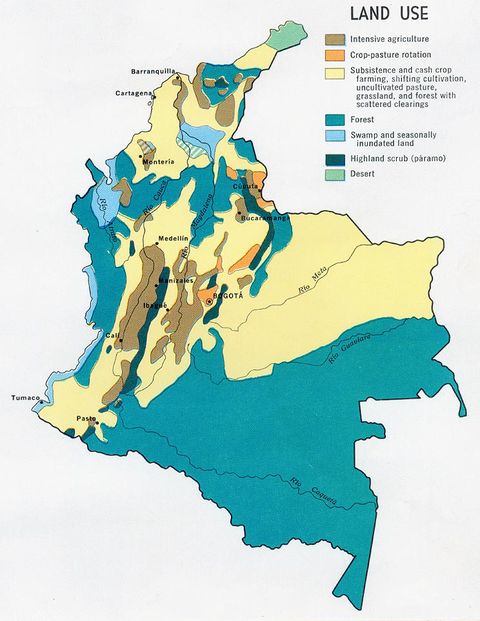 LAND USE
Intensive agriculture
Crop-pasture rotation
Subsistence and cash crop
farming, shifting cultivation,
uncultivated pasture,
grassland, and forest with
scattered clearings
Forest
Swamp and seasonally
inundated land
Highland scrub (páramo)
Desert
Barranquilla
Cartagena
Montería
Cúcuta
Río Cauca
Río Magdalena
Río Atrato
Bucaramanga
Medellín
Río Meta
Manizales
BOGOTÁ
Ibagué
Río Guaviare
Cali
Tumaco
Pasto
Río Caquetá